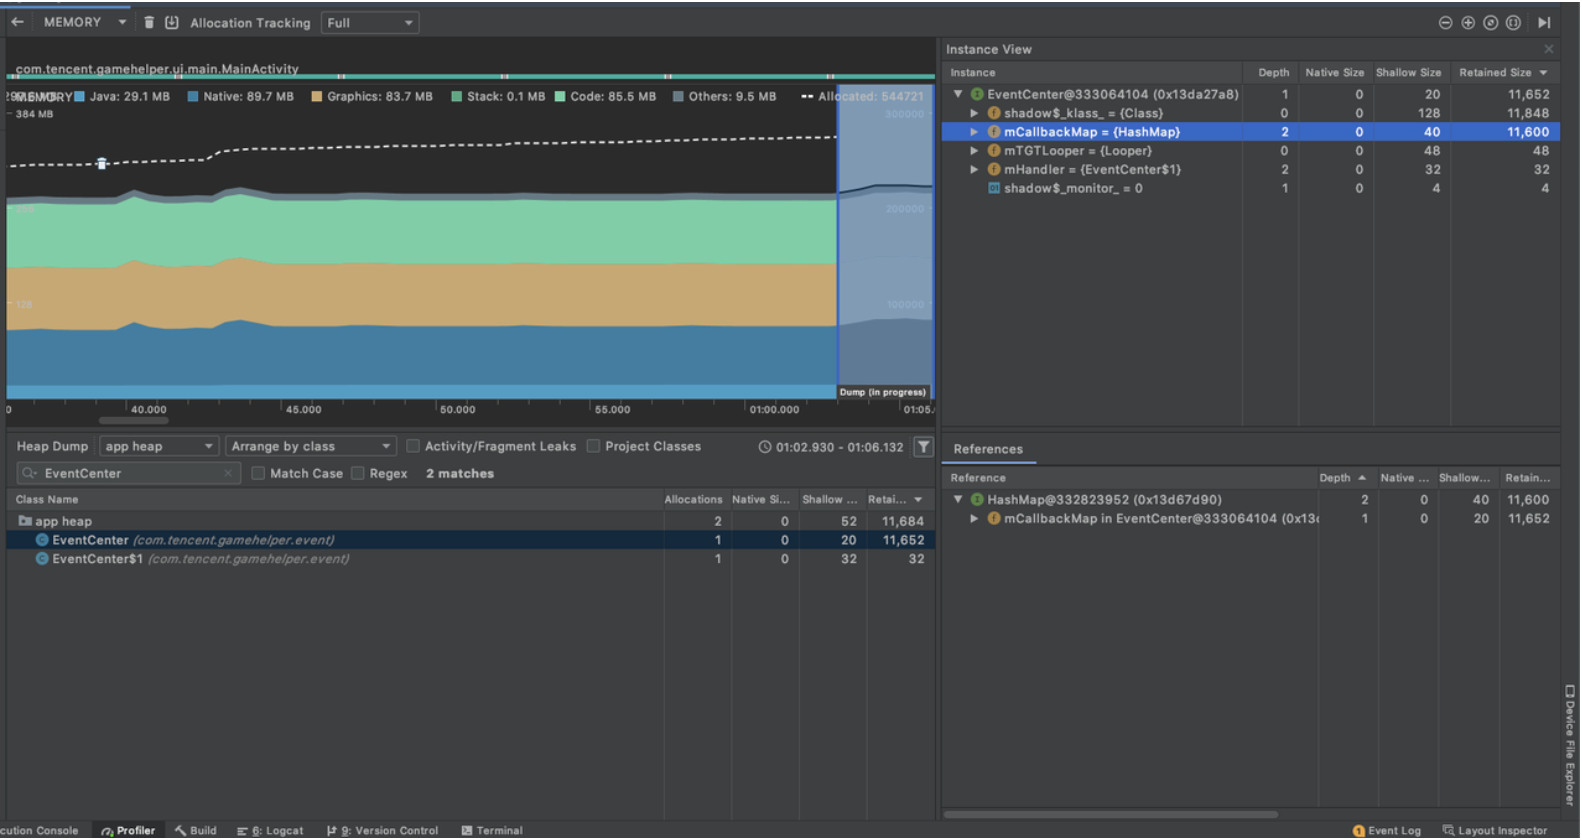 MEMORY Allocation Tracking Full
com.tencent.gamehelper.ui.main.MainActivity
MEMORY Java: 29.1 MB Native: 89.7 MB Graphics: 83.7 MB Stack: 0.1 MB Code: 85.5 MB Others: 9.5 MB Allocated: 544721
384 MB 300000
200000
128 100000
Dump (in progress)
0 40.000 45.000 50.000 55.000 01:00.000 01:05.
Heap Dump app heap Arrange by class Activity/Fragment Leaks Project Classes 01:02.930 - 01:06.132
EventCenter Match Case Regex 2 matches
Class Name Allocations Native Si... Shallow ... Retai...
app heap 2 0 52 11,684
EventCenter (com.tencent.gamehelper.event) 1 0 20 11,652
EventCenter$1 (com.tencent.gamehelper.event) 1 0 32 32
Instance View
Instance Depth Native Size Shallow Size Retained Size
EventCenter@333064104 (0x13da27a8) 1 0 20 11,652
shadow$_klass_ = {Class} 0 0 128 11,848
mCallbackMap = {HashMap} 2 0 40 11,600
mTGTLooper = {Looper} 0 0 48 48
mHandler = {EventCenter$1} 2 0 32 32
shadow$_monitor_ = 0 1 0 4 4
References
Reference Depth Native ... Shallow... Retain...
HashMap@332823952 (0x13d67d90) 2 0 40 11,600
mCallbackMap in EventCenter@333064104 (0x13c 1 0 20 11,652
Device File Explorer
cution Console Profiler Build 6: Logcat 9: Version Control Terminal 1 Event Log Layout Inspector